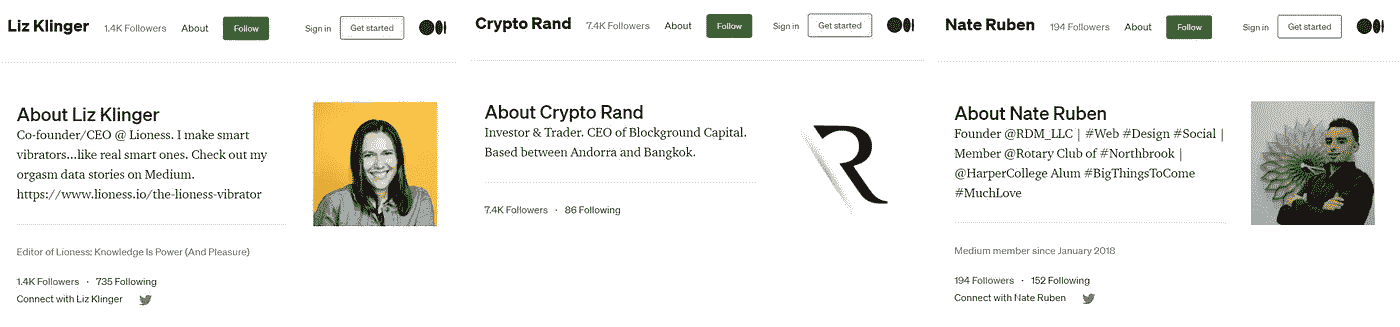 Liz Klinger 1.4K Followers About Follow Sign in Get started
About Liz Klinger
Co-founder/CEO @ Lioness. I make smart
vibrators...like real smart ones. Check out my
orgasm data stories on Medium.
https://www.lioness.io/the-lioness-vibrator
Editor of Lioness: Knowledge Is Power (And Pleasure)
1.4K Followers · 735 Following
Connect with Liz Klinger
Crypto Rand 7.4K Followers About Follow Sign in Get started
About Crypto Rand
Investor & Trader. CEO of Blockground Capital.
Based between Andorra and Bangkok.
7.4K Followers · 86 Following
R
Nate Ruben 194 Followers About Follow Sign in Get started
About Nate Ruben
Founder @RDM_LLC | #Web #Design #Social |
Member @Rotary Club of #Northbrook |
@HarperCollege Alum #BigThingsToCome
#MuchLove
Medium member since January 2018
194 Followers · 152 Following
Connect with Nate Ruben